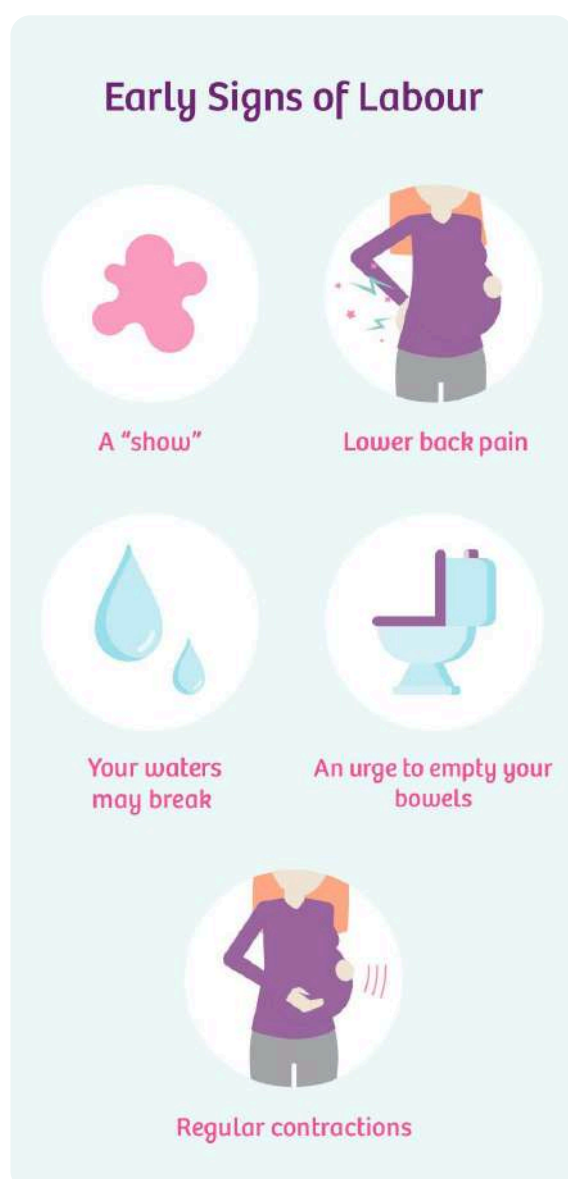 Early Signs of Labour
A “show”
Lower back pain
Your waters
may break
An urge to empty your
bowels
Regular contractions